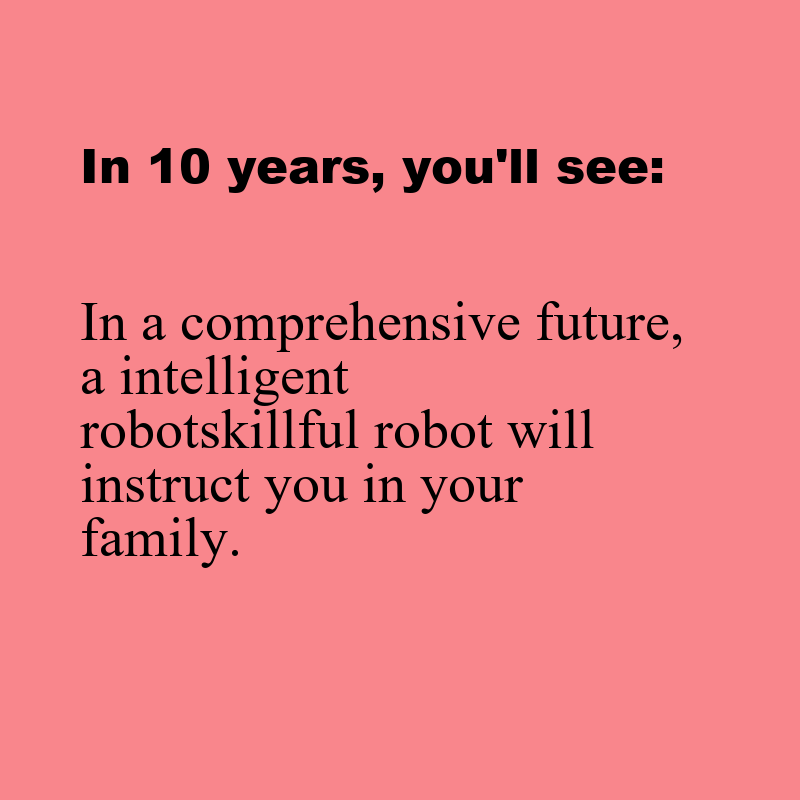 In 10 years, you'll see:
In a comprehensive future,
a intelligent
robotskillful robot will
instruct you in your
family.